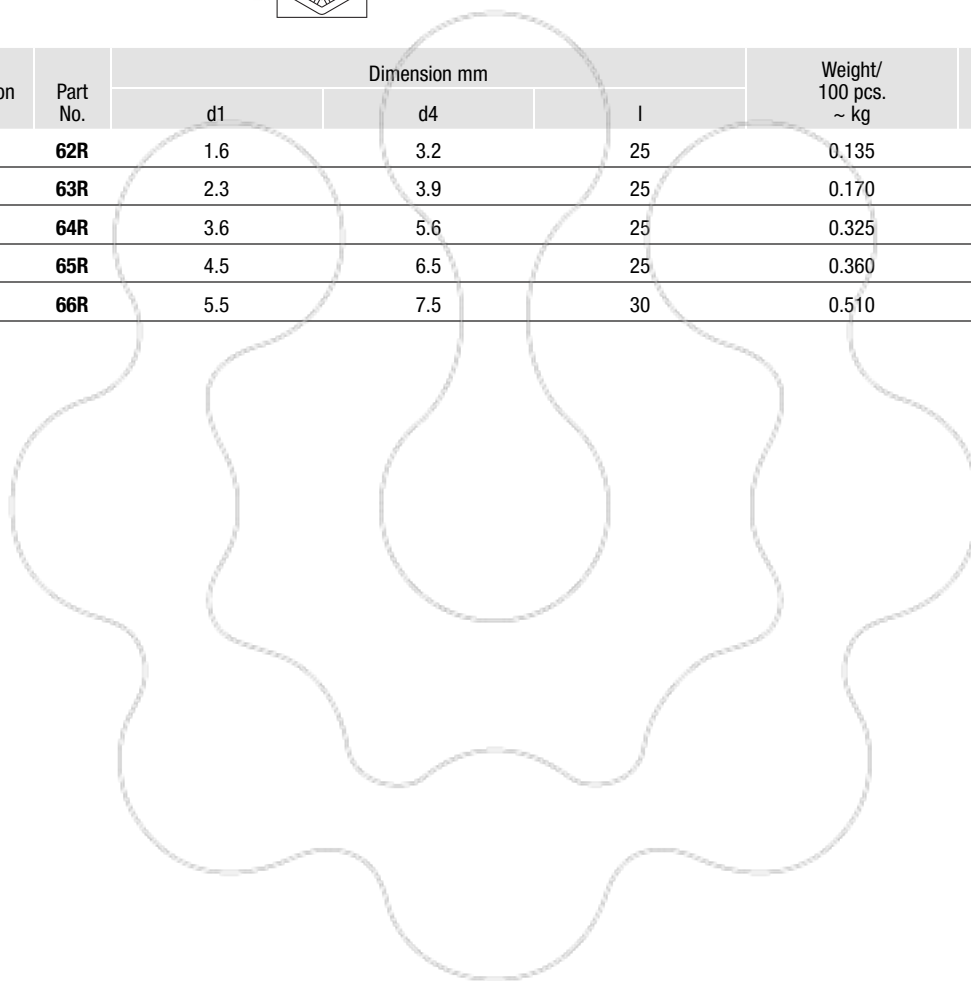 Dimension mm
Weight/
100 pcs.
~ kg
on Part
No.
d1 d4 l
62R 1.6 3.2 25 0.135
63R 2.3 3.9 25 0.170
64R 3.6 5.6 25 0.325
65R 4.5 6.5 25 0.360
66R 5.5 7.5 30 0.510